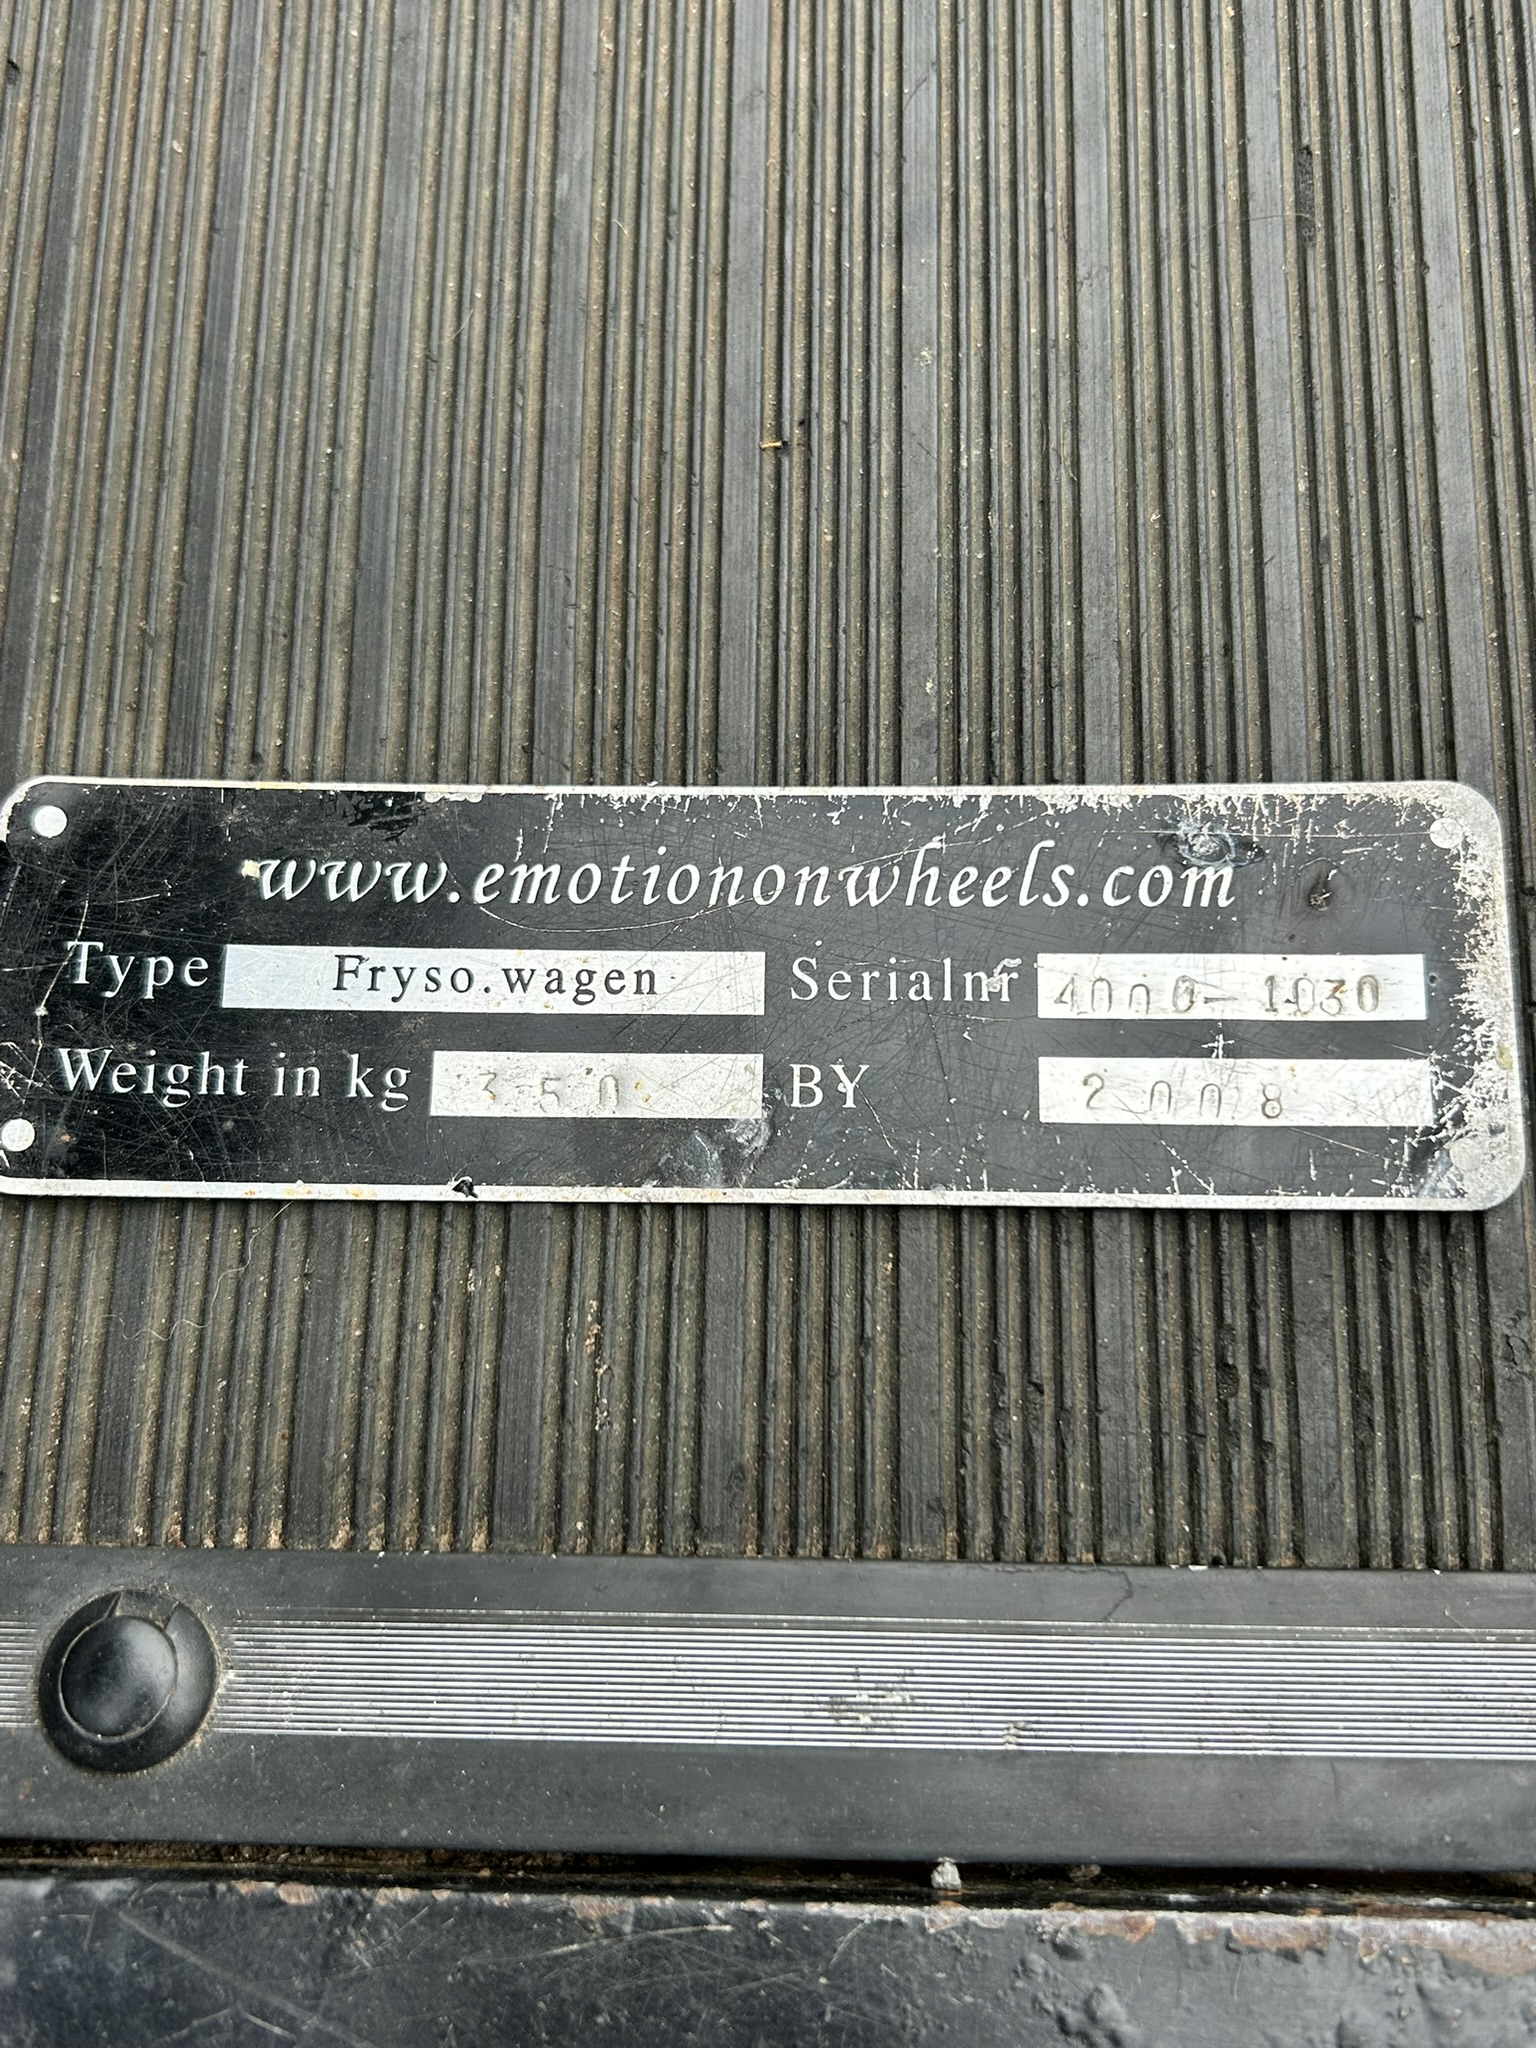 www.emotiononwheels.com
Type Fryso.wagen Serialnr 4000-1030
Weight in kg 350 BY 2008